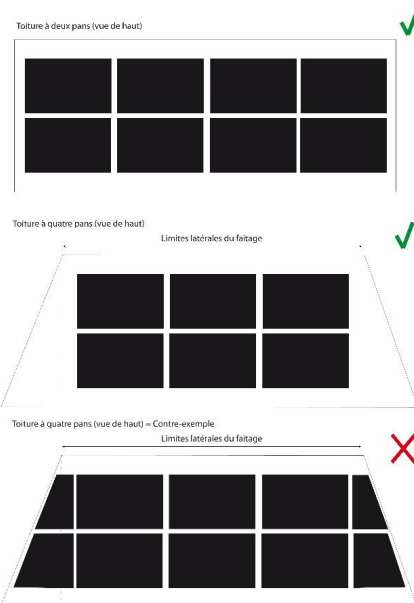 Toiture à deux pans (vue de haut)
Toiture à quatre pans (vue de haut)
Limites latérales du faitage
Toiture à quatre pans (vue de haut) = Contre-exemple
Limites latérales du faitage